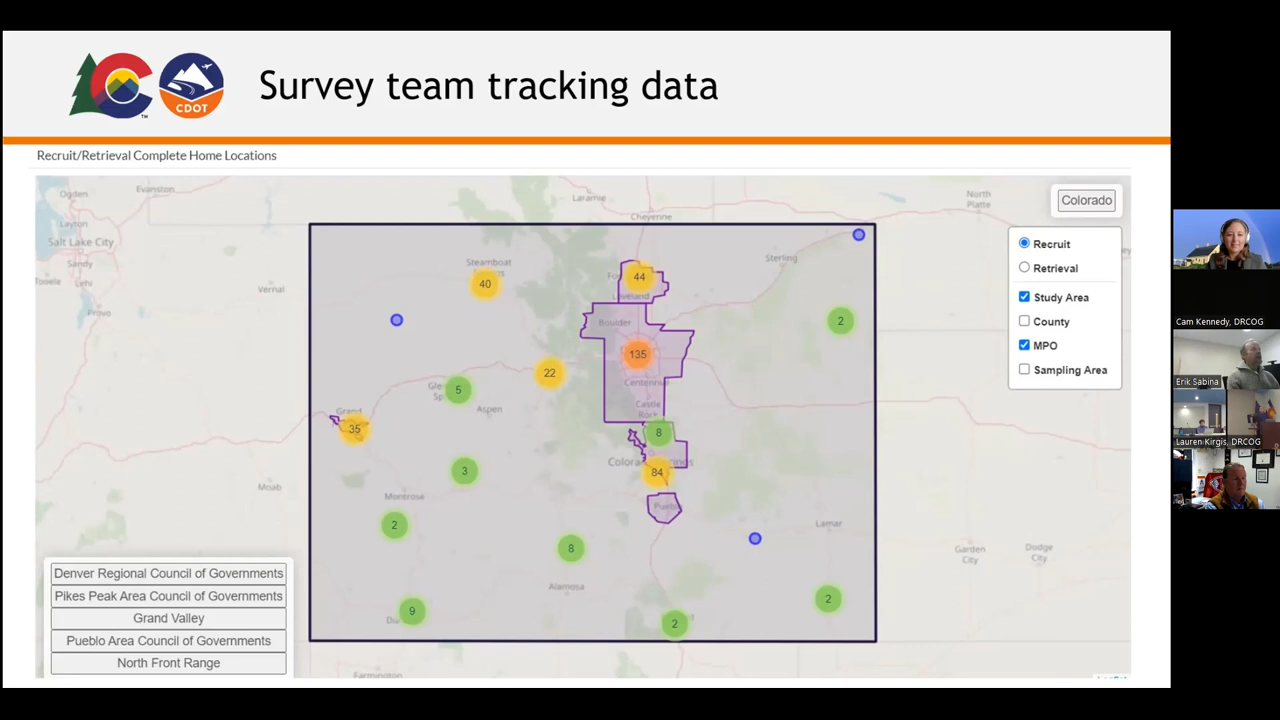 CDOT
TM
Survey team tracking data
Recruit/Retrieval Complete Home Locations
Colorado
Recruit
Retrieval
Study Area
County
MPO
Sampling Area
Ogden
Evanston
Laramie
North
Platte
Layton
Cheyenne
Salt Lake City
Sandy
Provo
Vernal
Steamboat
Sterling
40
44
Loveland
Boulder
2
135
22
Centennial
5
Aspen
Castle
Rock
Grand
35
8
3
84
Moab
Montrose
Pueblo
2
Lamar
8
Garden
City
Dodge
City
Alamosa
9
2
2
Farmington
Denver Regional Council of Governments
Pikes Peak Area Council of Governments
Grand Valley
Pueblo Area Council of Governments
North Front Range
Cam Kennedy, DRCOG
Erik Sabina
Lauren Kirgis, DRCOG